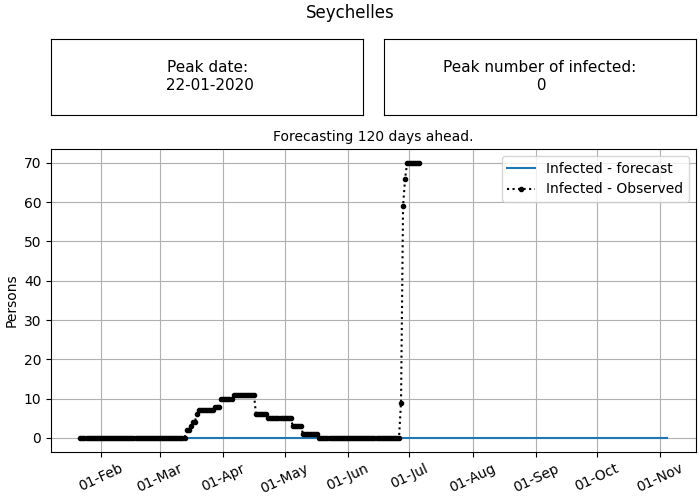 Seychelles
Peak date:
22-01-2020
Peak number of infected:
0
Forecasting 120 days ahead.
Infected - forecast
Infected - Observed
Persons
70
60
50
40
30
20
10
0
01-Feb
01-Mar
01-Apr
01-May
01-Jun
01-Jul
01-Aug
01-Sep
01-Oct
01-Nov